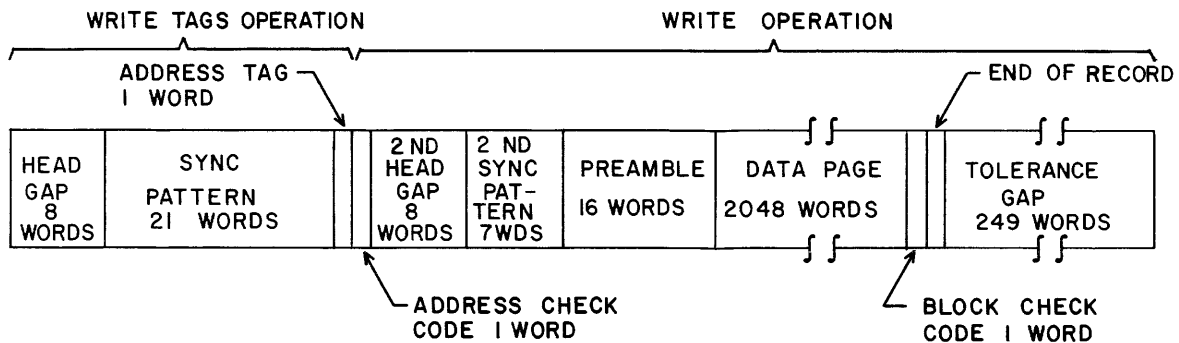 WRITE TAGS OPERATION
WRITE OPERATION
ADDRESS TAG
1 WORD
END OF RECORD
HEAD
GAP
8
WORDS
SYNC
PATTERN
21 WORDS
2 ND
HEAD
GAP
8
WORDS
2 ND
SYNC
PAT-
TERN
7WDS
PREAMBLE
16 WORDS
DATA PAGE
2048 WORDS
TOLERANCE
GAP
249 WORDS
ADDRESS CHECK
CODE 1 WORD
BLOCK CHECK
CODE 1 WORD